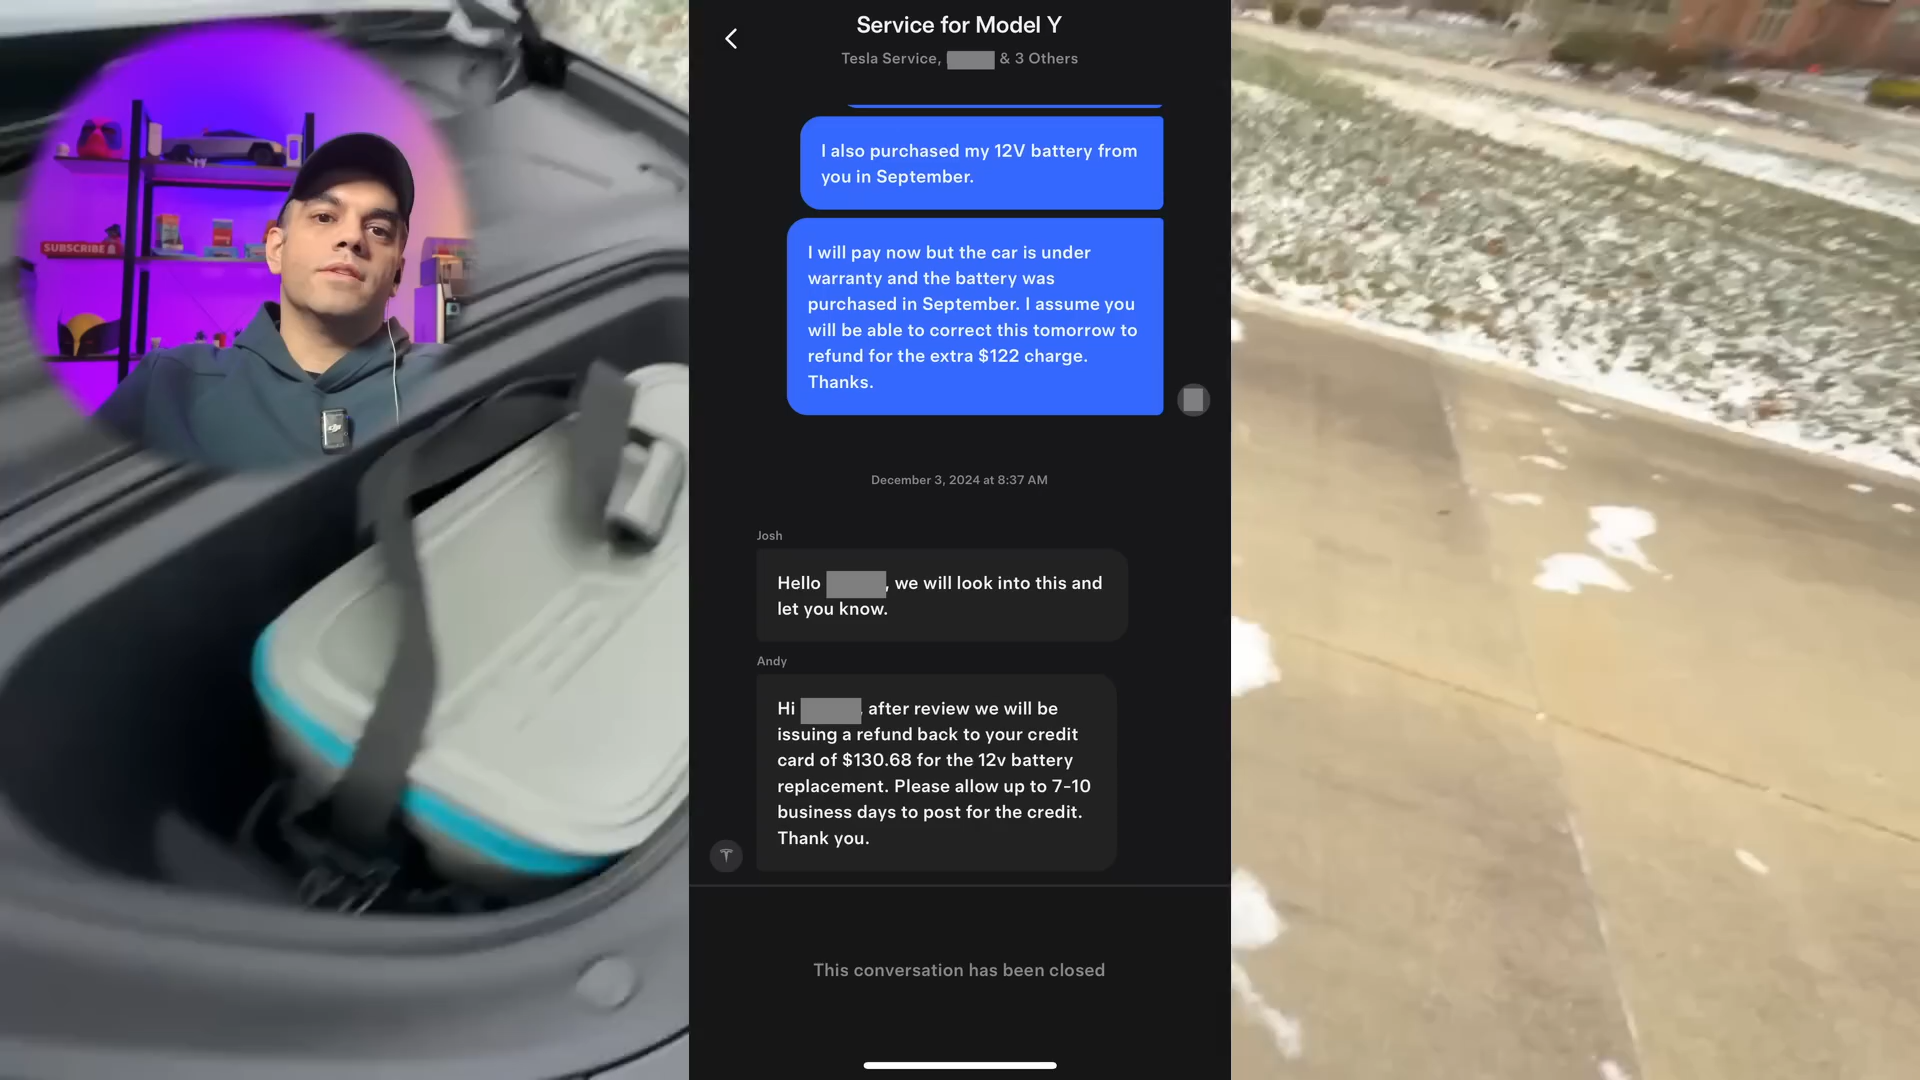 SUBSCRIBE
Service for Model Y
Tesla Service, & 3 Others
I also purchased my 12V battery from
you in September.
I will pay now but the car is under
warranty and the battery was
purchased in September. I assume you
will be able to correct this tomorrow to
refund for the extra $122 charge.
Thanks.
December 3, 2024 at 8:37 AM
Josh
Hello , we will look into this and
let you know.
Andy
Hi , after review we will be
issuing a refund back to your credit
card of $130.68 for the 12v battery
replacement. Please allow up to 7-10
business days to post for the credit.
Thank you.
This conversation has been closed
dji